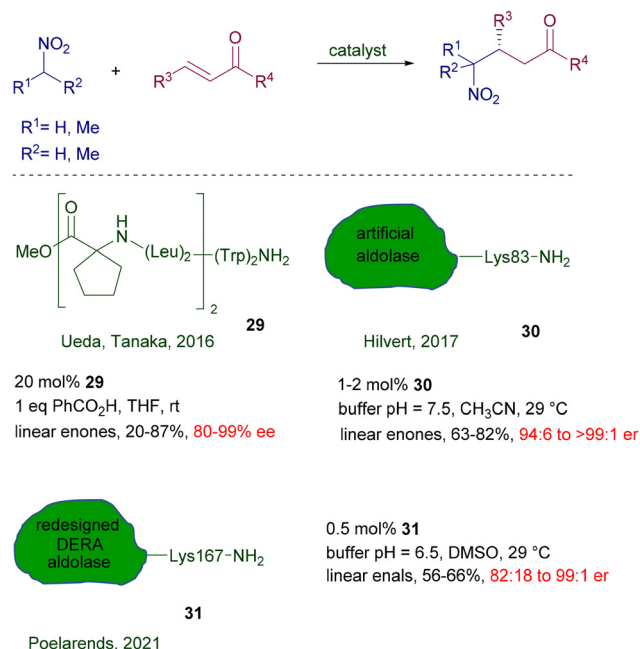 NO₂
R¹
R²
+
R³
O
R⁴
catalyst
R³
O
R¹
R²
R⁴
NO₂
R¹= H, Me
R²= H, Me
O
H
MeO
N
(Leu)₂
(Trp)₂NH₂
2
29
Ueda, Tanaka, 2016
artificial
aldolase
Lys83-NH₂
30
Hilvert, 2017
20 mol% 29
1 eq PhCO₂H, THF, rt
linear enones, 20-87%, 80-99% ee
1-2 mol% 30
buffer pH = 7.5, CH₃CN, 29 °C
linear enones, 63-82%, 94:6 to >99:1 er
redesigned
DERA
aldolase
Lys167-NH₂
31
Poelarends, 2021
0.5 mol% 31
buffer pH = 6.5, DMSO, 29 °C
linear enals, 56-66%, 82:18 to 99:1 er